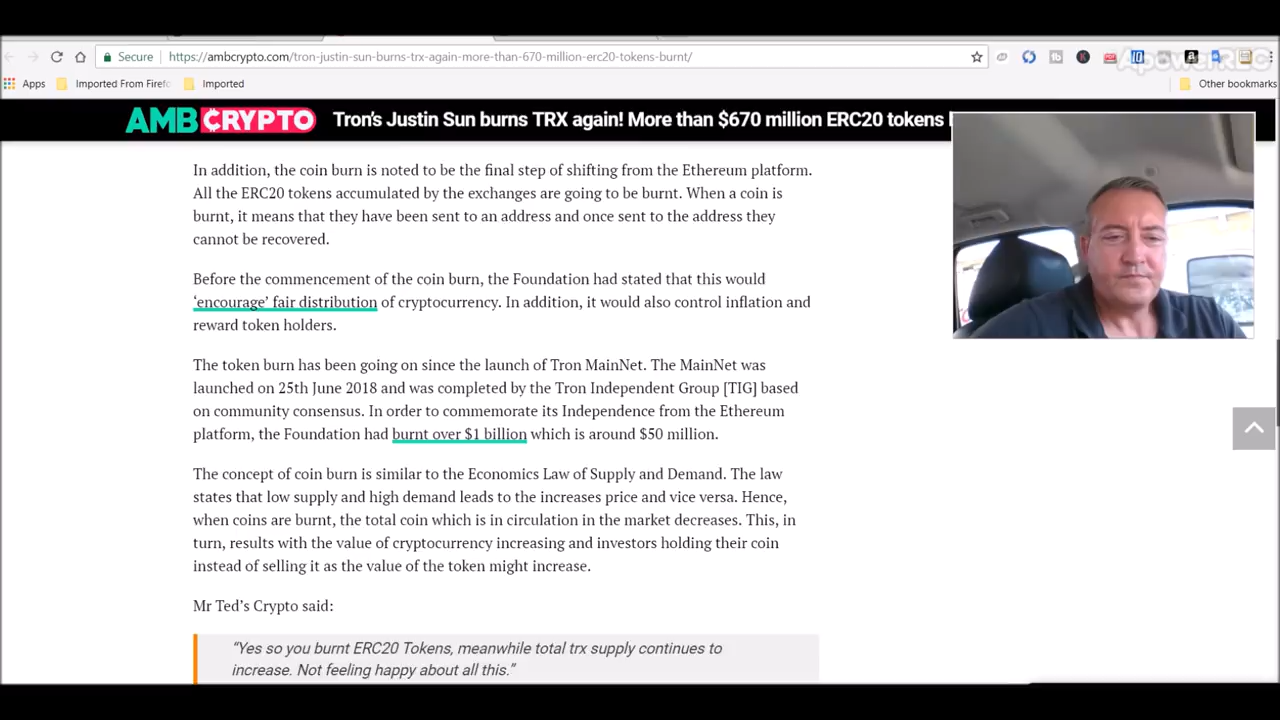 Secure
https://ambcrypto.com/tron-justin-sun-burns-trx-again-more-than-670-million-erc20-tokens-burnt/
ApowerREC
Apps
Imported From Firef
Imported
Other bookmarks
AMBCRYPTO
Tron's Justin Sun burns TRX again! More than $670 million ERC20 tokens
In addition, the coin burn is noted to be the final step of shifting from the Ethereum platform.
All the ERC20 tokens accumulated by the exchanges are going to be burnt. When a coin is
burnt, it means that they have been sent to an address and once sent to the address they
cannot be recovered.
Before the commencement of the coin burn, the Foundation had stated that this would
‘encourage’ fair distribution of cryptocurrency. In addition, it would also control inflation and
reward token holders.
The token burn has been going on since the launch of Tron MainNet. The MainNet was
launched on 25th June 2018 and was completed by the Tron Independent Group [TIG] based
on community consensus. In order to commemorate its Independence from the Ethereum
platform, the Foundation had burnt over $1 billion which is around $50 million.
The concept of coin burn is similar to the Economics Law of Supply and Demand. The law
states that low supply and high demand leads to the increases price and vice versa. Hence,
when coins are burnt, the total coin which is in circulation in the market decreases. This, in
turn, results with the value of cryptocurrency increasing and investors holding their coin
instead of selling it as the value of the token might increase.
Mr Ted’s Crypto said:
“Yes so you burnt ERC20 Tokens, meanwhile total trx supply continues to
increase. Not feeling happy about all this.”